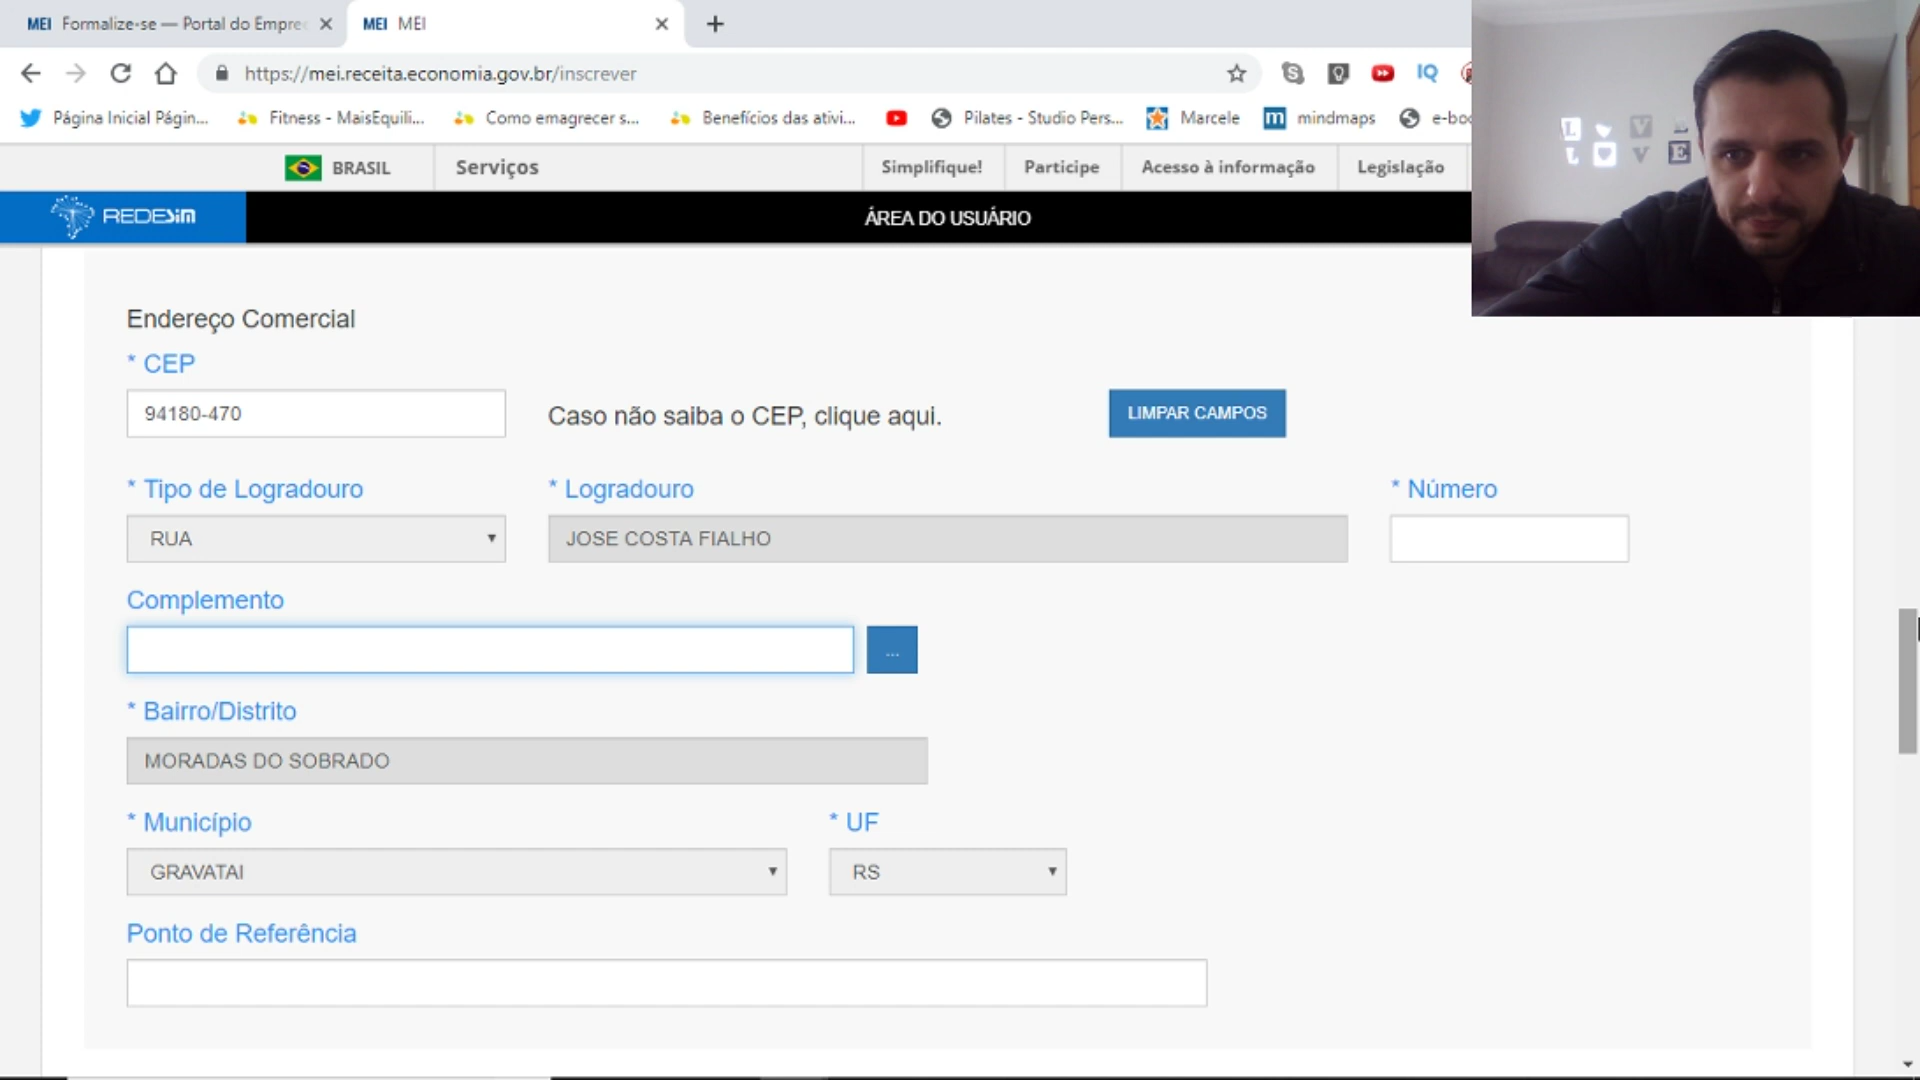 MEI Formalize-se — Portal do Empre
MEI MEI
https://mei.receita.economia.gov.br/inscrever
IQ
Página Inicial Págin...
Fitness - MaisEquili...
Como emagrecer s...
Benefícios das ativi...
Pilates - Studio Pers...
Marcele
m mindmaps
e-boo
BRASIL
Serviços
Simplifique!
Participe
Acesso à informação
Legislação
REDESIM
ÁREA DO USUÁRIO
Endereço Comercial
* CEP
94180-470
Caso não saiba o CEP, clique aqui.
LIMPAR CAMPOS
* Tipo de Logradouro
* Logradouro
* Número
RUA
JOSE COSTA FIALHO
Complemento
...
* Bairro/Distrito
MORADAS DO SOBRADO
* Município
* UF
GRAVATAI
RS
Ponto de Referência